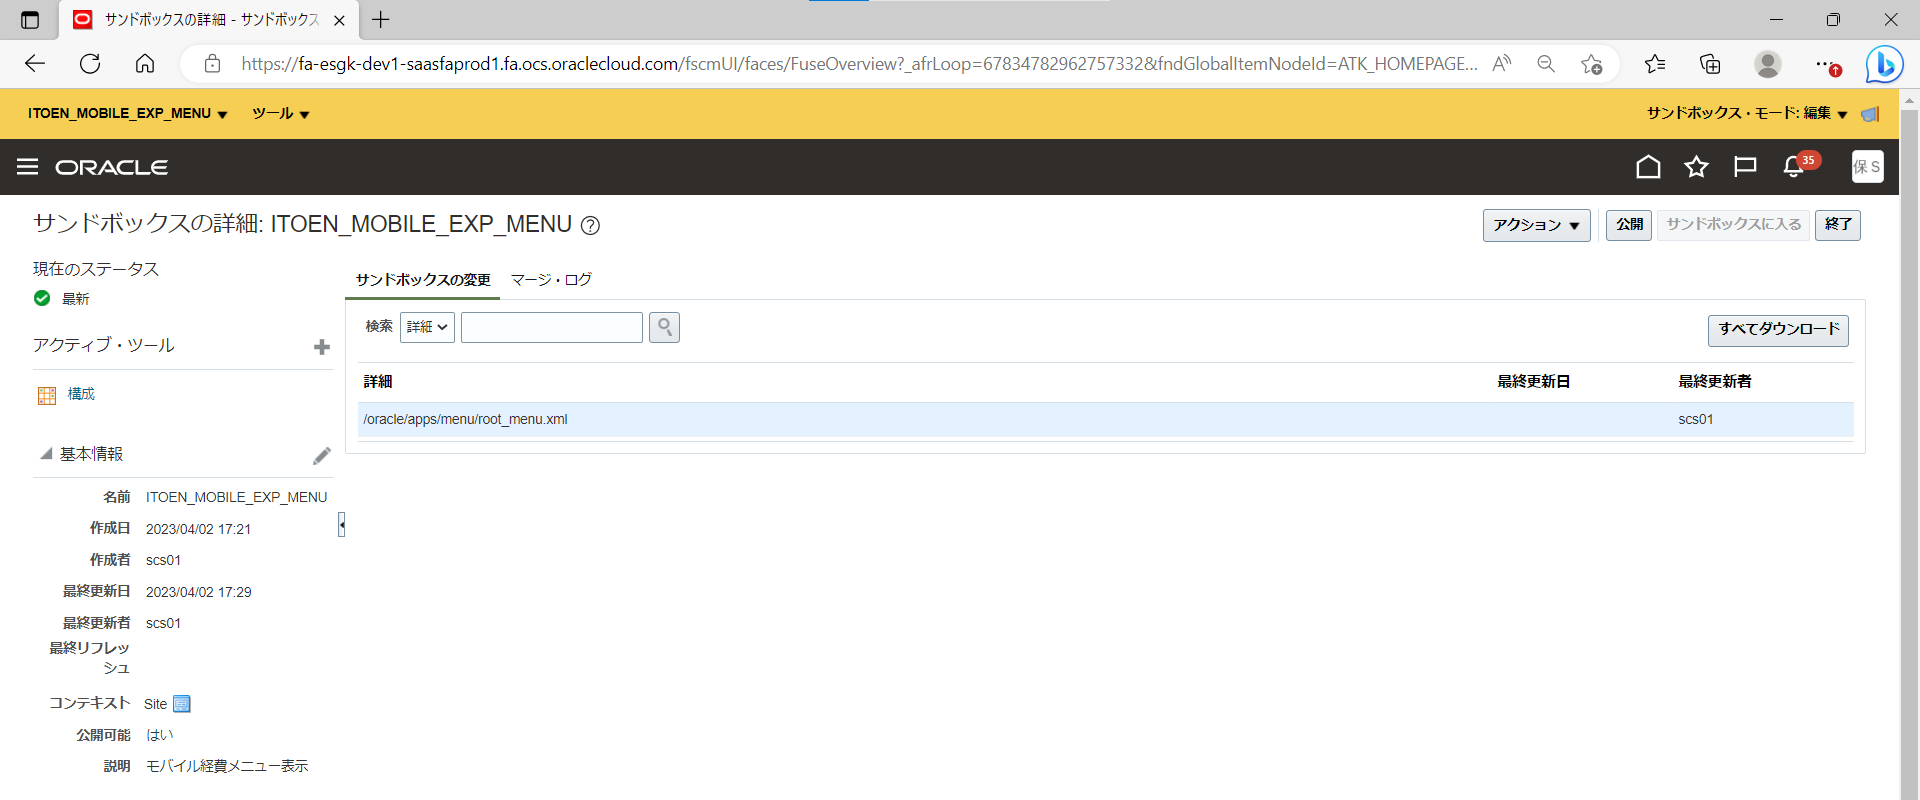 サンドボックスの詳細 - サンドボックス
https://fa-esgk-dev1-saasfaprod1.fa.ocs.oraclecloud.com/fscmUI/faces/FuseOverview?_afrLoop=67834782962757332&fndGlobalItemNodeId=ATK_HOMEPAGE...
ITOEN_MOBILE_EXP_MENU ツール サンドボックス・モード: 編集
ORACLE 35 保 S
サンドボックスの詳細: ITOEN_MOBILE_EXP_MENU アクション 公開 サンドボックスに入る 終了
現在のステータス
最新
アクティブ・ツール
構成
基本情報
名前 ITOEN_MOBILE_EXP_MENU
作成日 2023/04/02 17:21
作成者 scs01
最終更新日 2023/04/02 17:29
最終更新者 scs01
最終リフレッ
シュ
コンテキスト Site
公開可能 はい
説明 モバイル経費メニュー表示
サンドボックスの変更 マージ・ログ
検索 詳細 すべてダウンロード
詳細 最終更新日 最終更新者
/oracle/apps/menu/root_menu.xml scs01